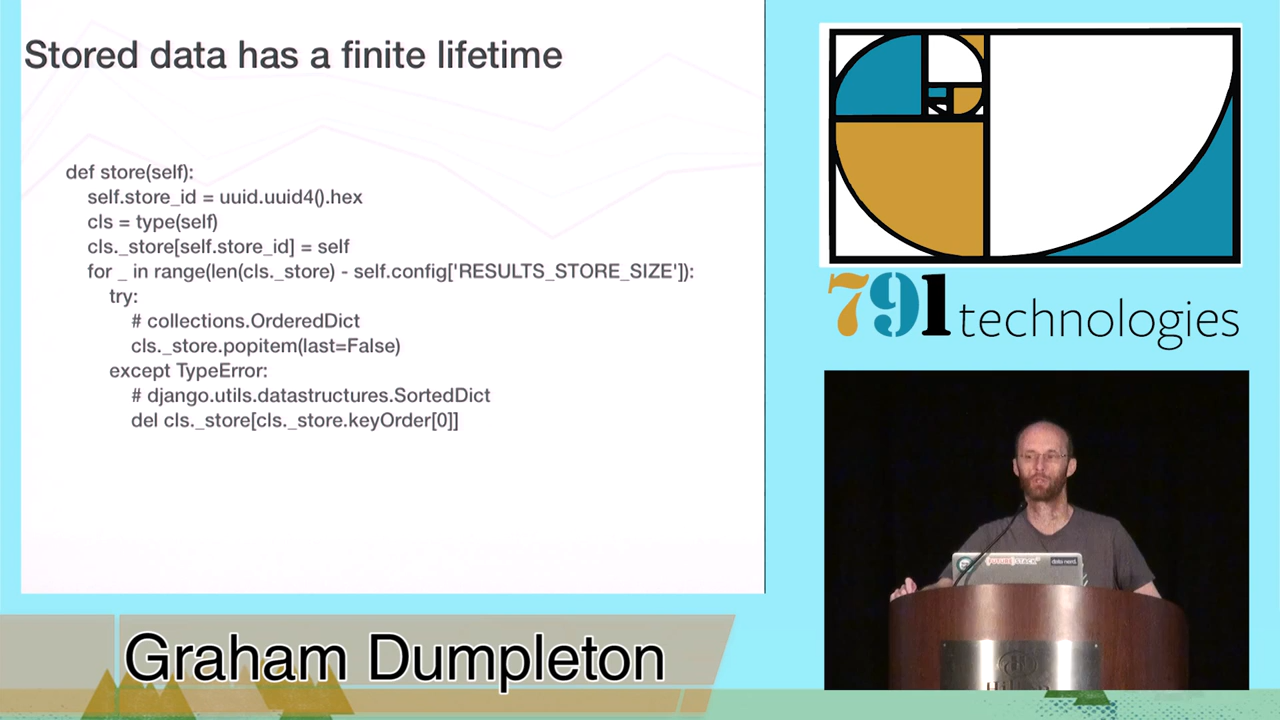 Stored data has a finite lifetime
def store(self):
self.store_id = uuid.uuid4().hex
cls = type(self)
cls._store[self.store_id] = self
for _ in range(len(cls._store) - self.config['RESULTS_STORE_SIZE']):
try:
# collections.OrderedDict
cls._store.popitem(last=False)
except TypeError:
# django.utils.datastructures.SortedDict
del cls._store[cls._store.keyOrder[0]]
791 technologies
data nerd
Graham Dumpleton